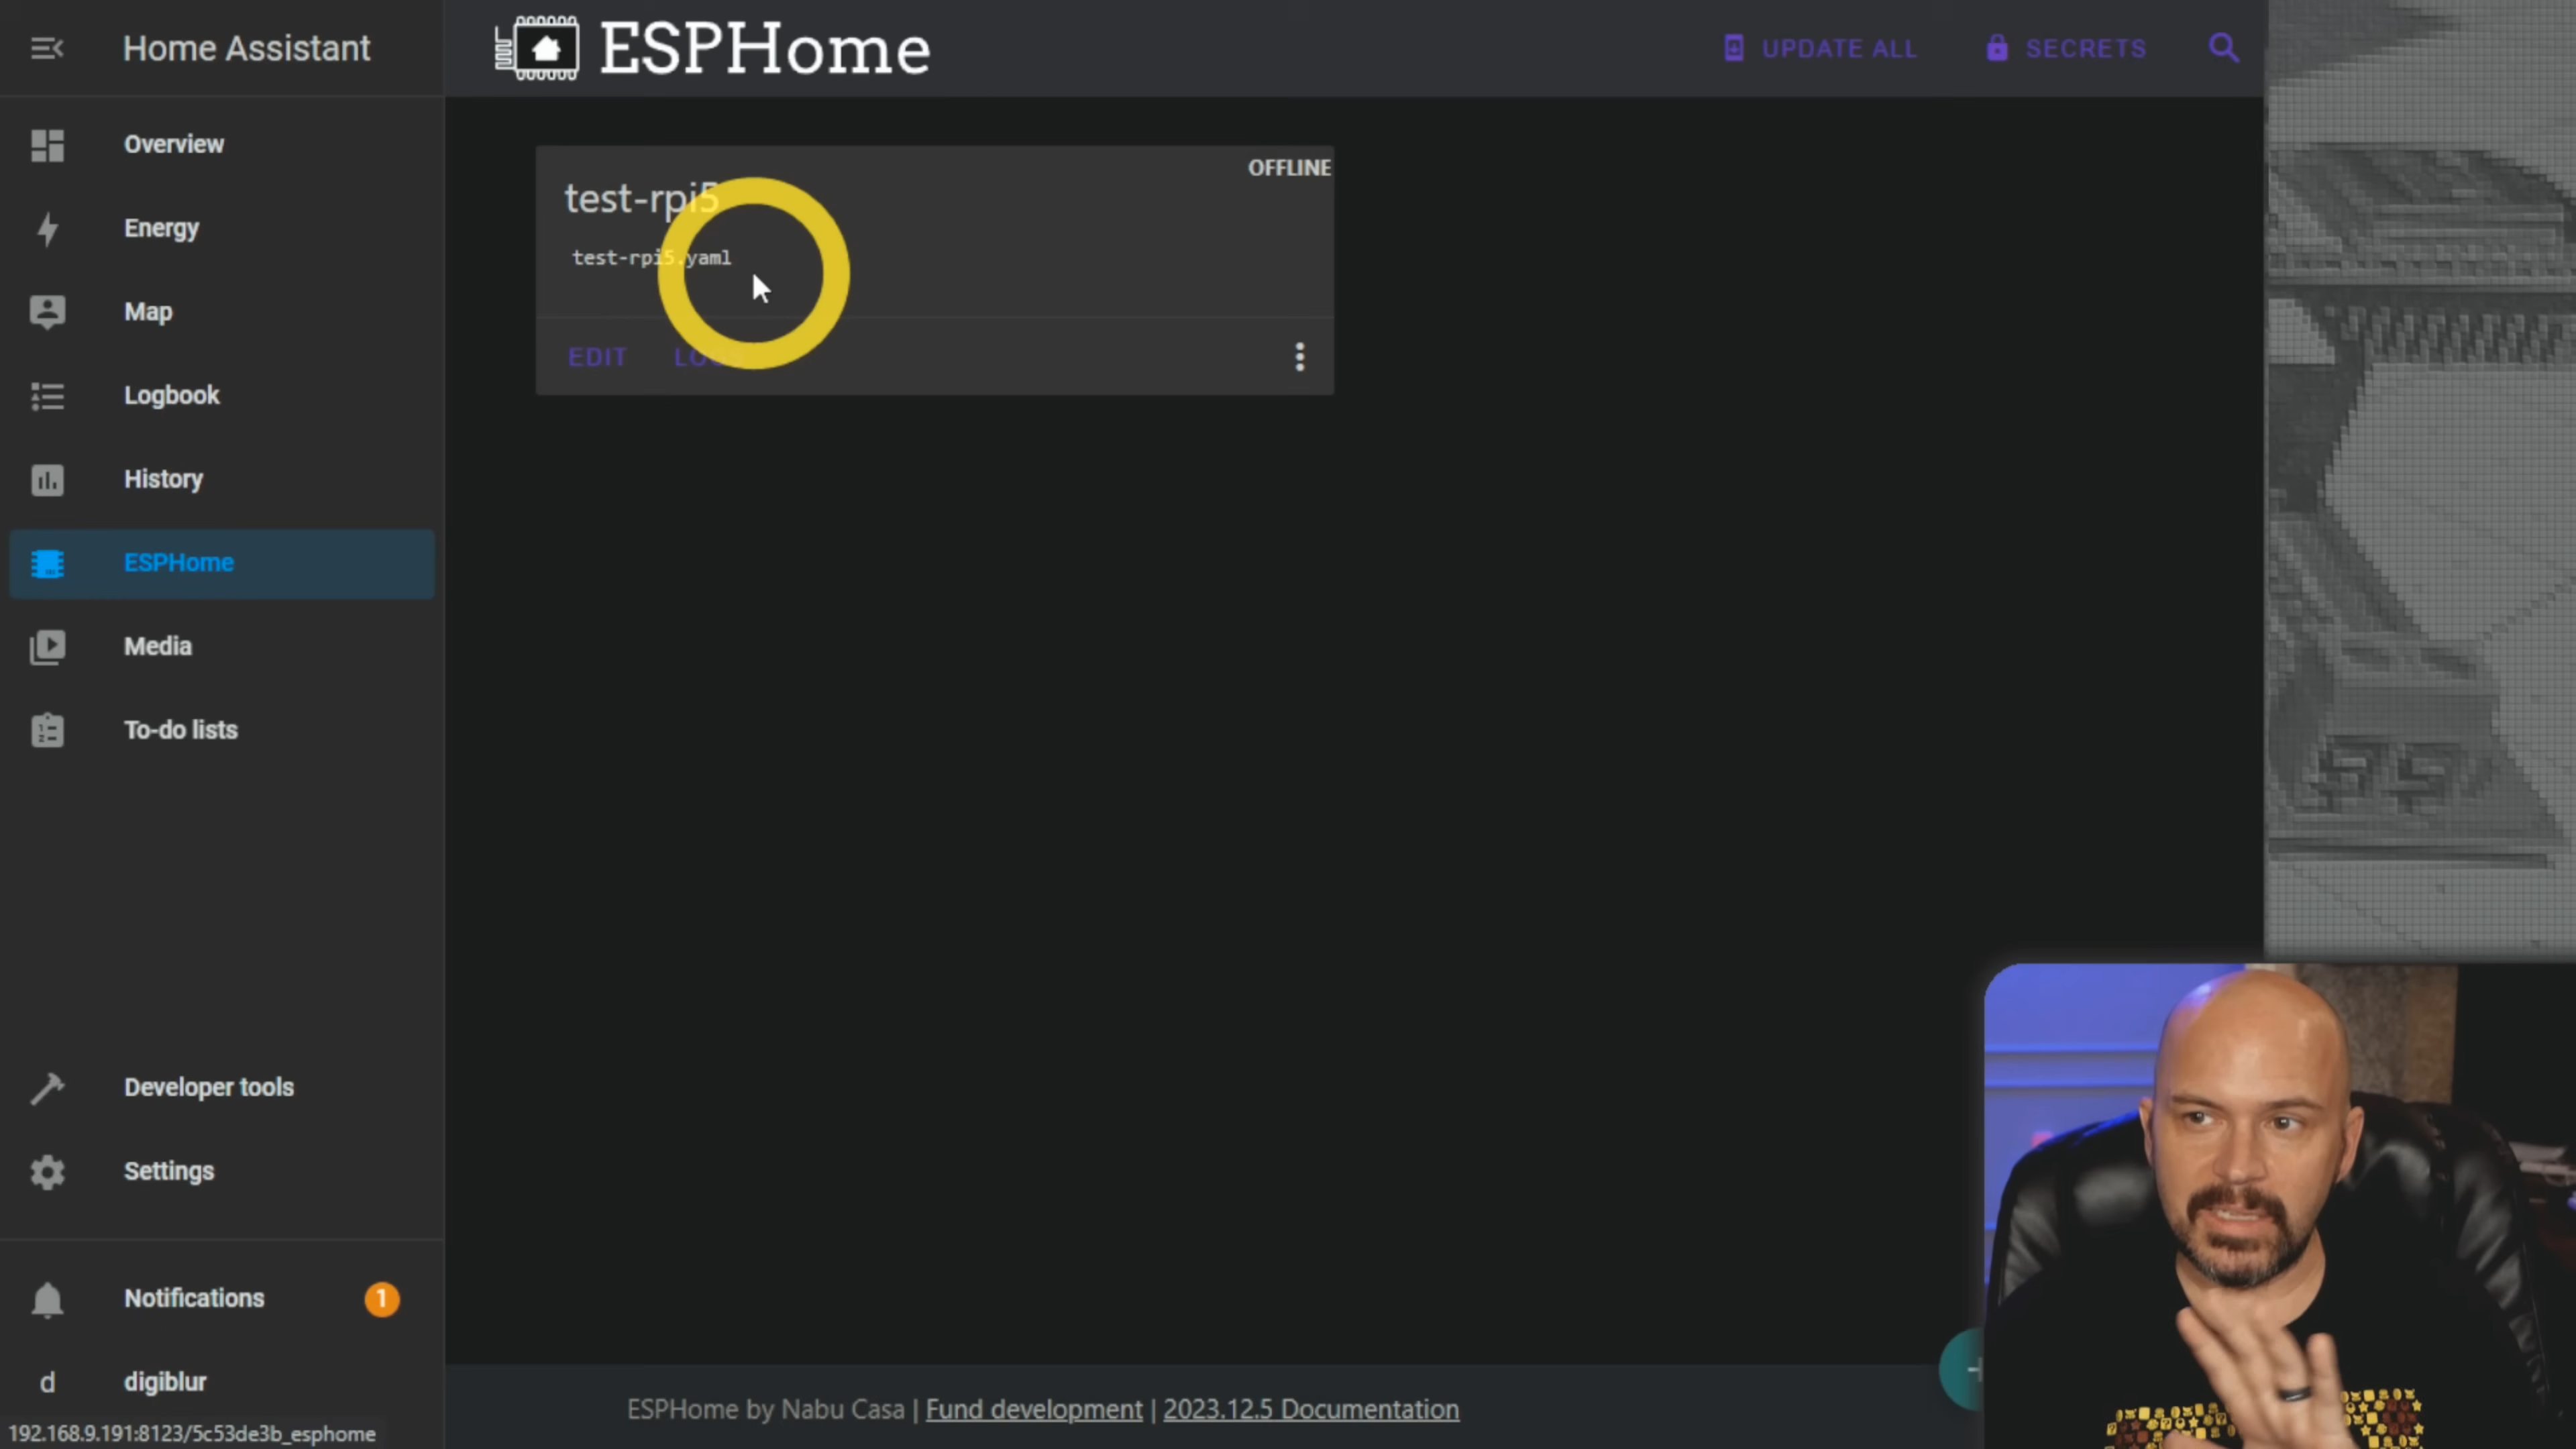 Home Assistant
ESPHome
UPDATE ALL
SECRETS
Overview
Energy
Map
Logbook
History
ESPHome
Media
To-do lists
Developer tools
Settings
Notifications
1
d
digiblur
192.168.9.191:8123/5c53de3b_esphome
OFFLINE
test-rpi5
test-rpi5.yaml
EDIT
LOGS
ESPHome by Nabu Casa | Fund development | 2023.12.5 Documentation